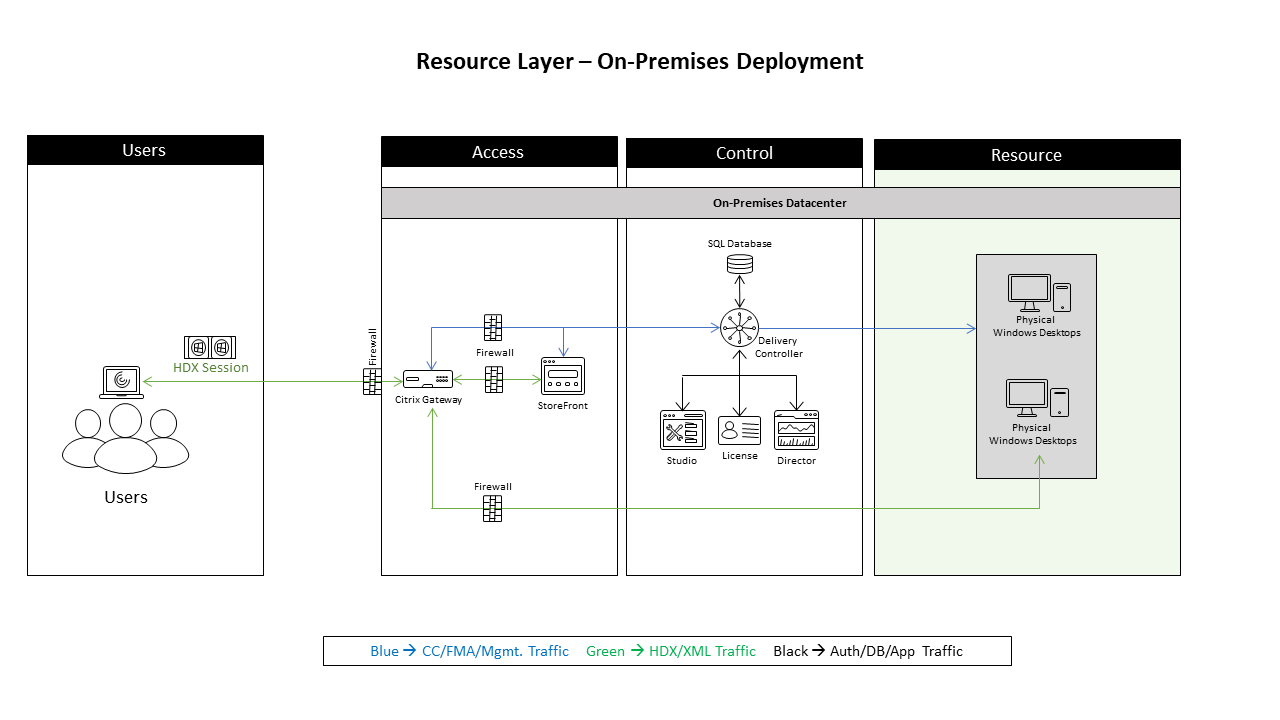 Resource Layer – On-Premises Deployment
Users
Access
Control
Resource
On-Premises Datacenter
SQL Database
Physical
Windows Desktops
Firewall
HDX Session
Firewall
Delivery
Controller
Citrix Gateway
StoreFront
Physical
Windows Desktops
Studio
License
Director
Users
Firewall
Blue → CC/FMA/Mgmt. Traffic Green → HDX/XML Traffic Black → Auth/DB/App Traffic